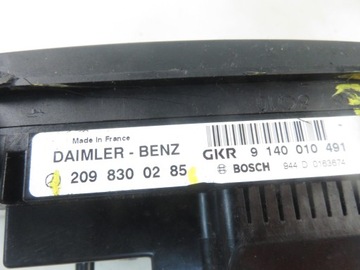 Made in France
DAIMLER - BENZ
GKR 9 140 010 491
209 830 02 85
BOSCH 944 D 0163674